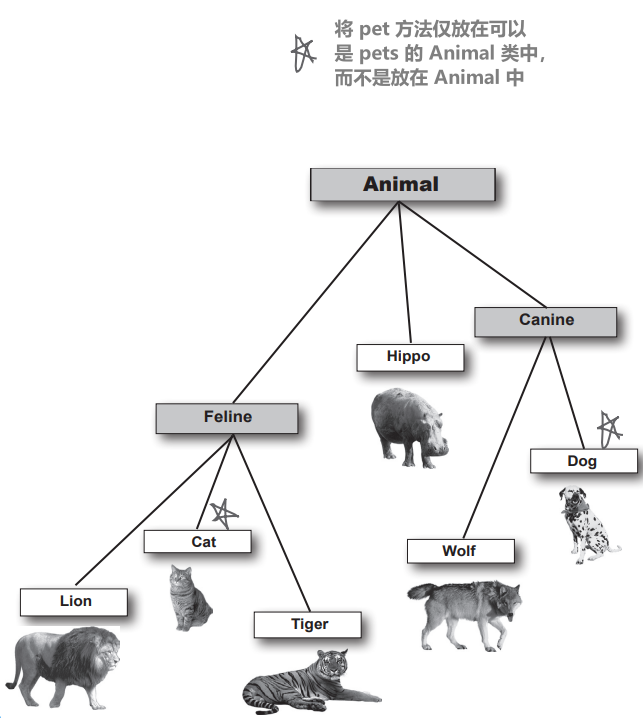 将 pet 方法仅放在可以
是 pets 的 Animal 类中，
而不是放在 Animal 中
Animal
Canine
Hippo
Feline
Dog
Cat
Wolf
Lion
Tiger